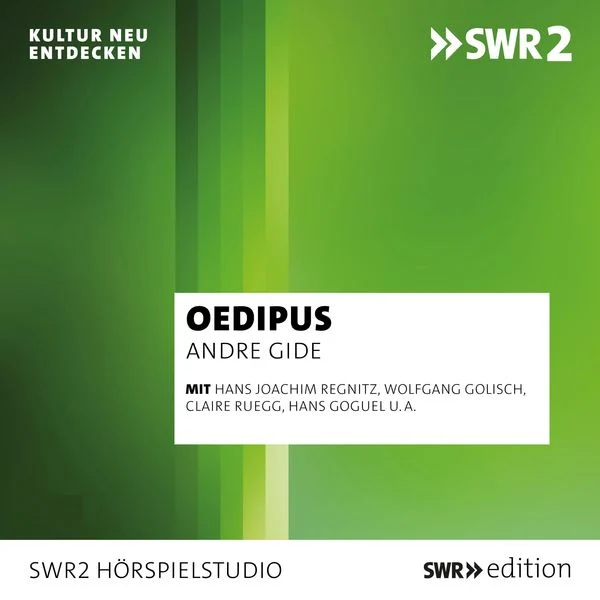 KULTUR NEU
ENTDECKEN
SWR2
OEDIPUS
ANDRE GIDE
MIT HANS JOACHIM REGNITZ, WOLFGANG GOLISCH,
CLAIRE RUEGG, HANS GOGUEL U. A.
SWR2 HÖRSPIELSTUDIO
SWR edition